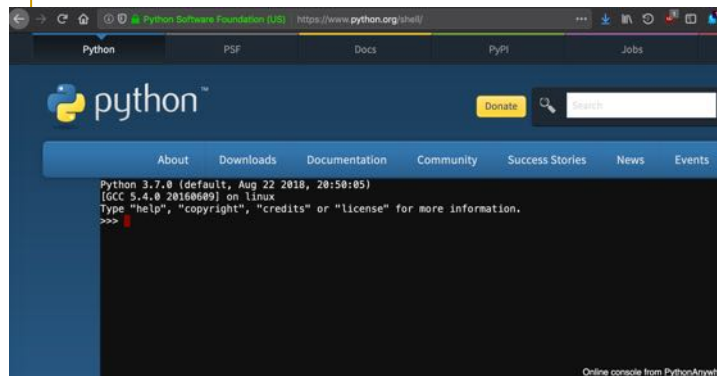 Python Software Foundation (US) https://www.python.org/shell/
Python PSF Docs PyPI Jobs
python™
Donate Search
About Downloads Documentation Community Success Stories News Events
Python 3.7.0 (default, Aug 22 2018, 20:50:05)
[GCC 5.4.0 20160609] on linux
Type "help", "copyright", "credits" or "license" for more information.
>>>
Online console from PythonAnywh